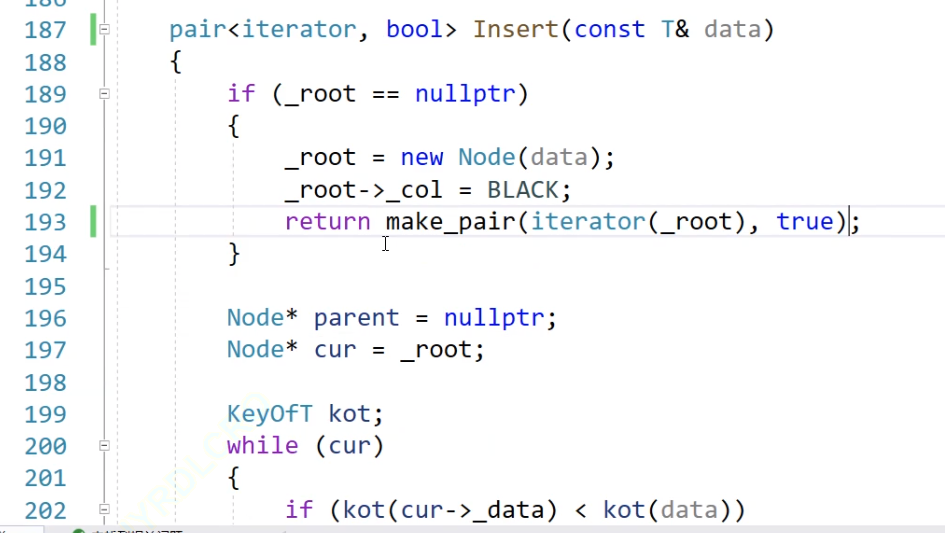 187 pair<iterator, bool> Insert(const T& data)
188 {
189 if (_root == nullptr)
190 {
191 _root = new Node(data);
192 _root->_col = BLACK;
193 return make_pair(iterator(_root), true);
194 }
195
196 Node* parent = nullptr;
197 Node* cur = _root;
198
199 KeyOfT kot;
200 while (cur)
201 {
202 if (kot(cur->_data) < kot(data))